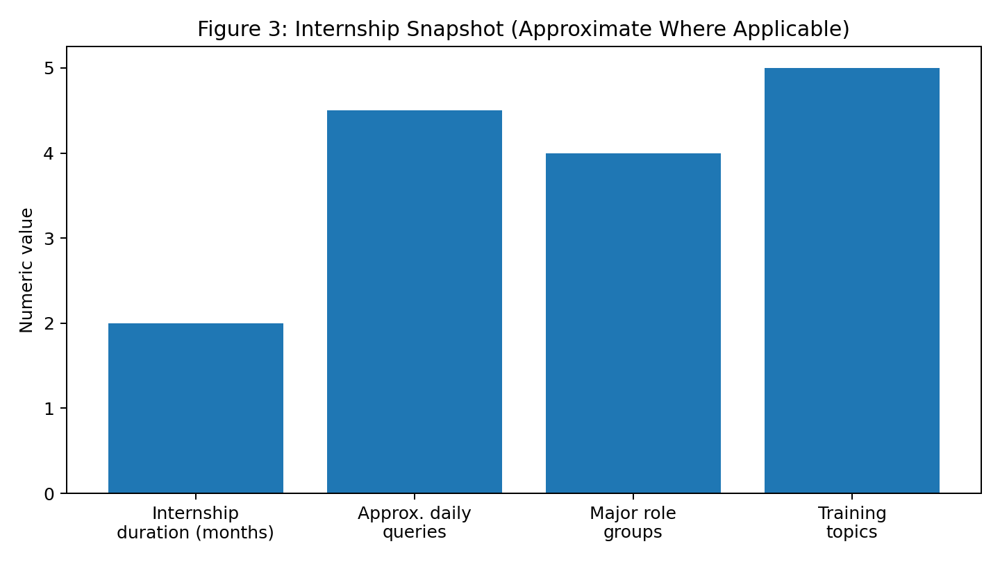 Figure 3: Internship Snapshot (Approximate Where Applicable)
Numeric value
5
4
3
2
1
0
Internship
duration (months)
Approx. daily
queries
Major role
groups
Training
topics